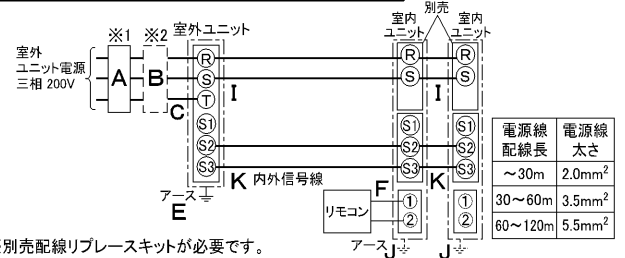 ※1 ※2 室外ユニット
室外
ユニット電源
三相 200V
A
B
C
R
S
T
S1
S2
S3
アース
E
I
K 内外信号線
室内
ユニット
別売
室内
ユニット
R
S
S1
S2
S3
①
②
R
S
S1
S2
S3
①
②
I
F
K
リモコン
アース
J
J
電源線
配線長
電源線
太さ
～30m 2.0mm²
30～60m 3.5mm²
60～120m 5.5mm²
別売配線リプレースキットが必要です。